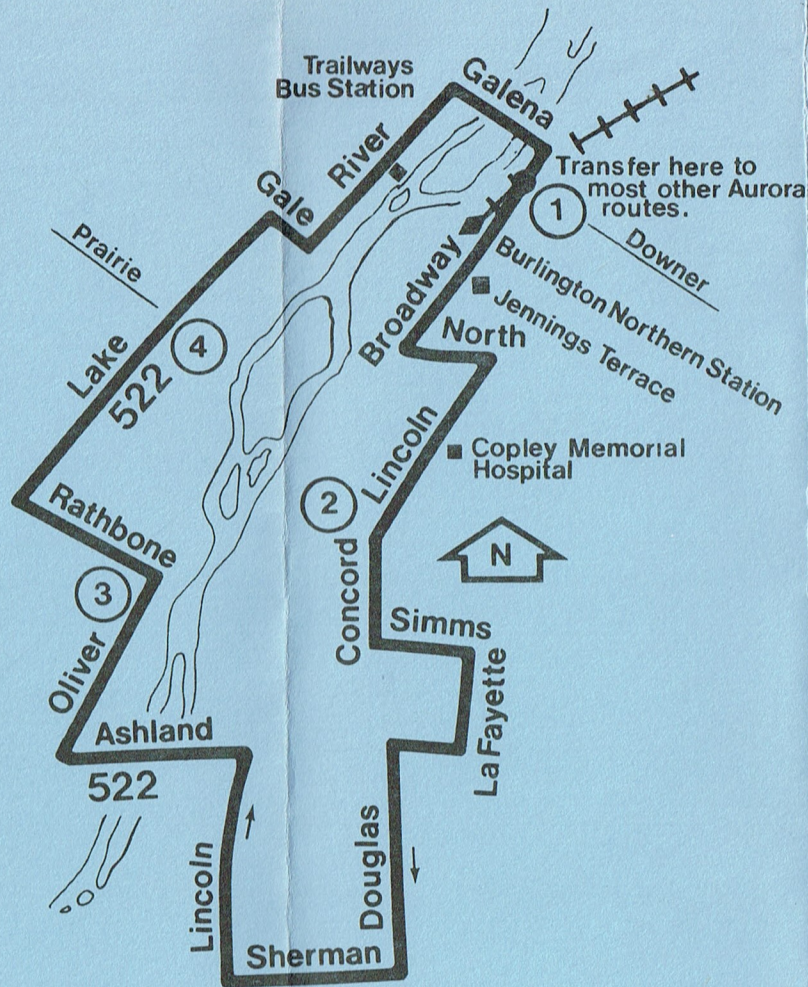 Trailways
Bus Station
Galena
River
Gale
Transfer here to
most other Aurora
routes.
1
Downer
Prairie
Broadway
Burlington Northern Station
Jennings Terrace
North
Lake
4
522
Lincoln
Copley Memorial
Hospital
2
Rathbone
N
Concord
3
Simms
Oliver
La Fayette
Ashland
522
Douglas
Lincoln
Sherman